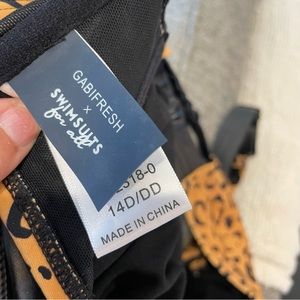 GABIFRESH
x
SWIMSUITS
for all
14D/DD
MADE IN CHINA